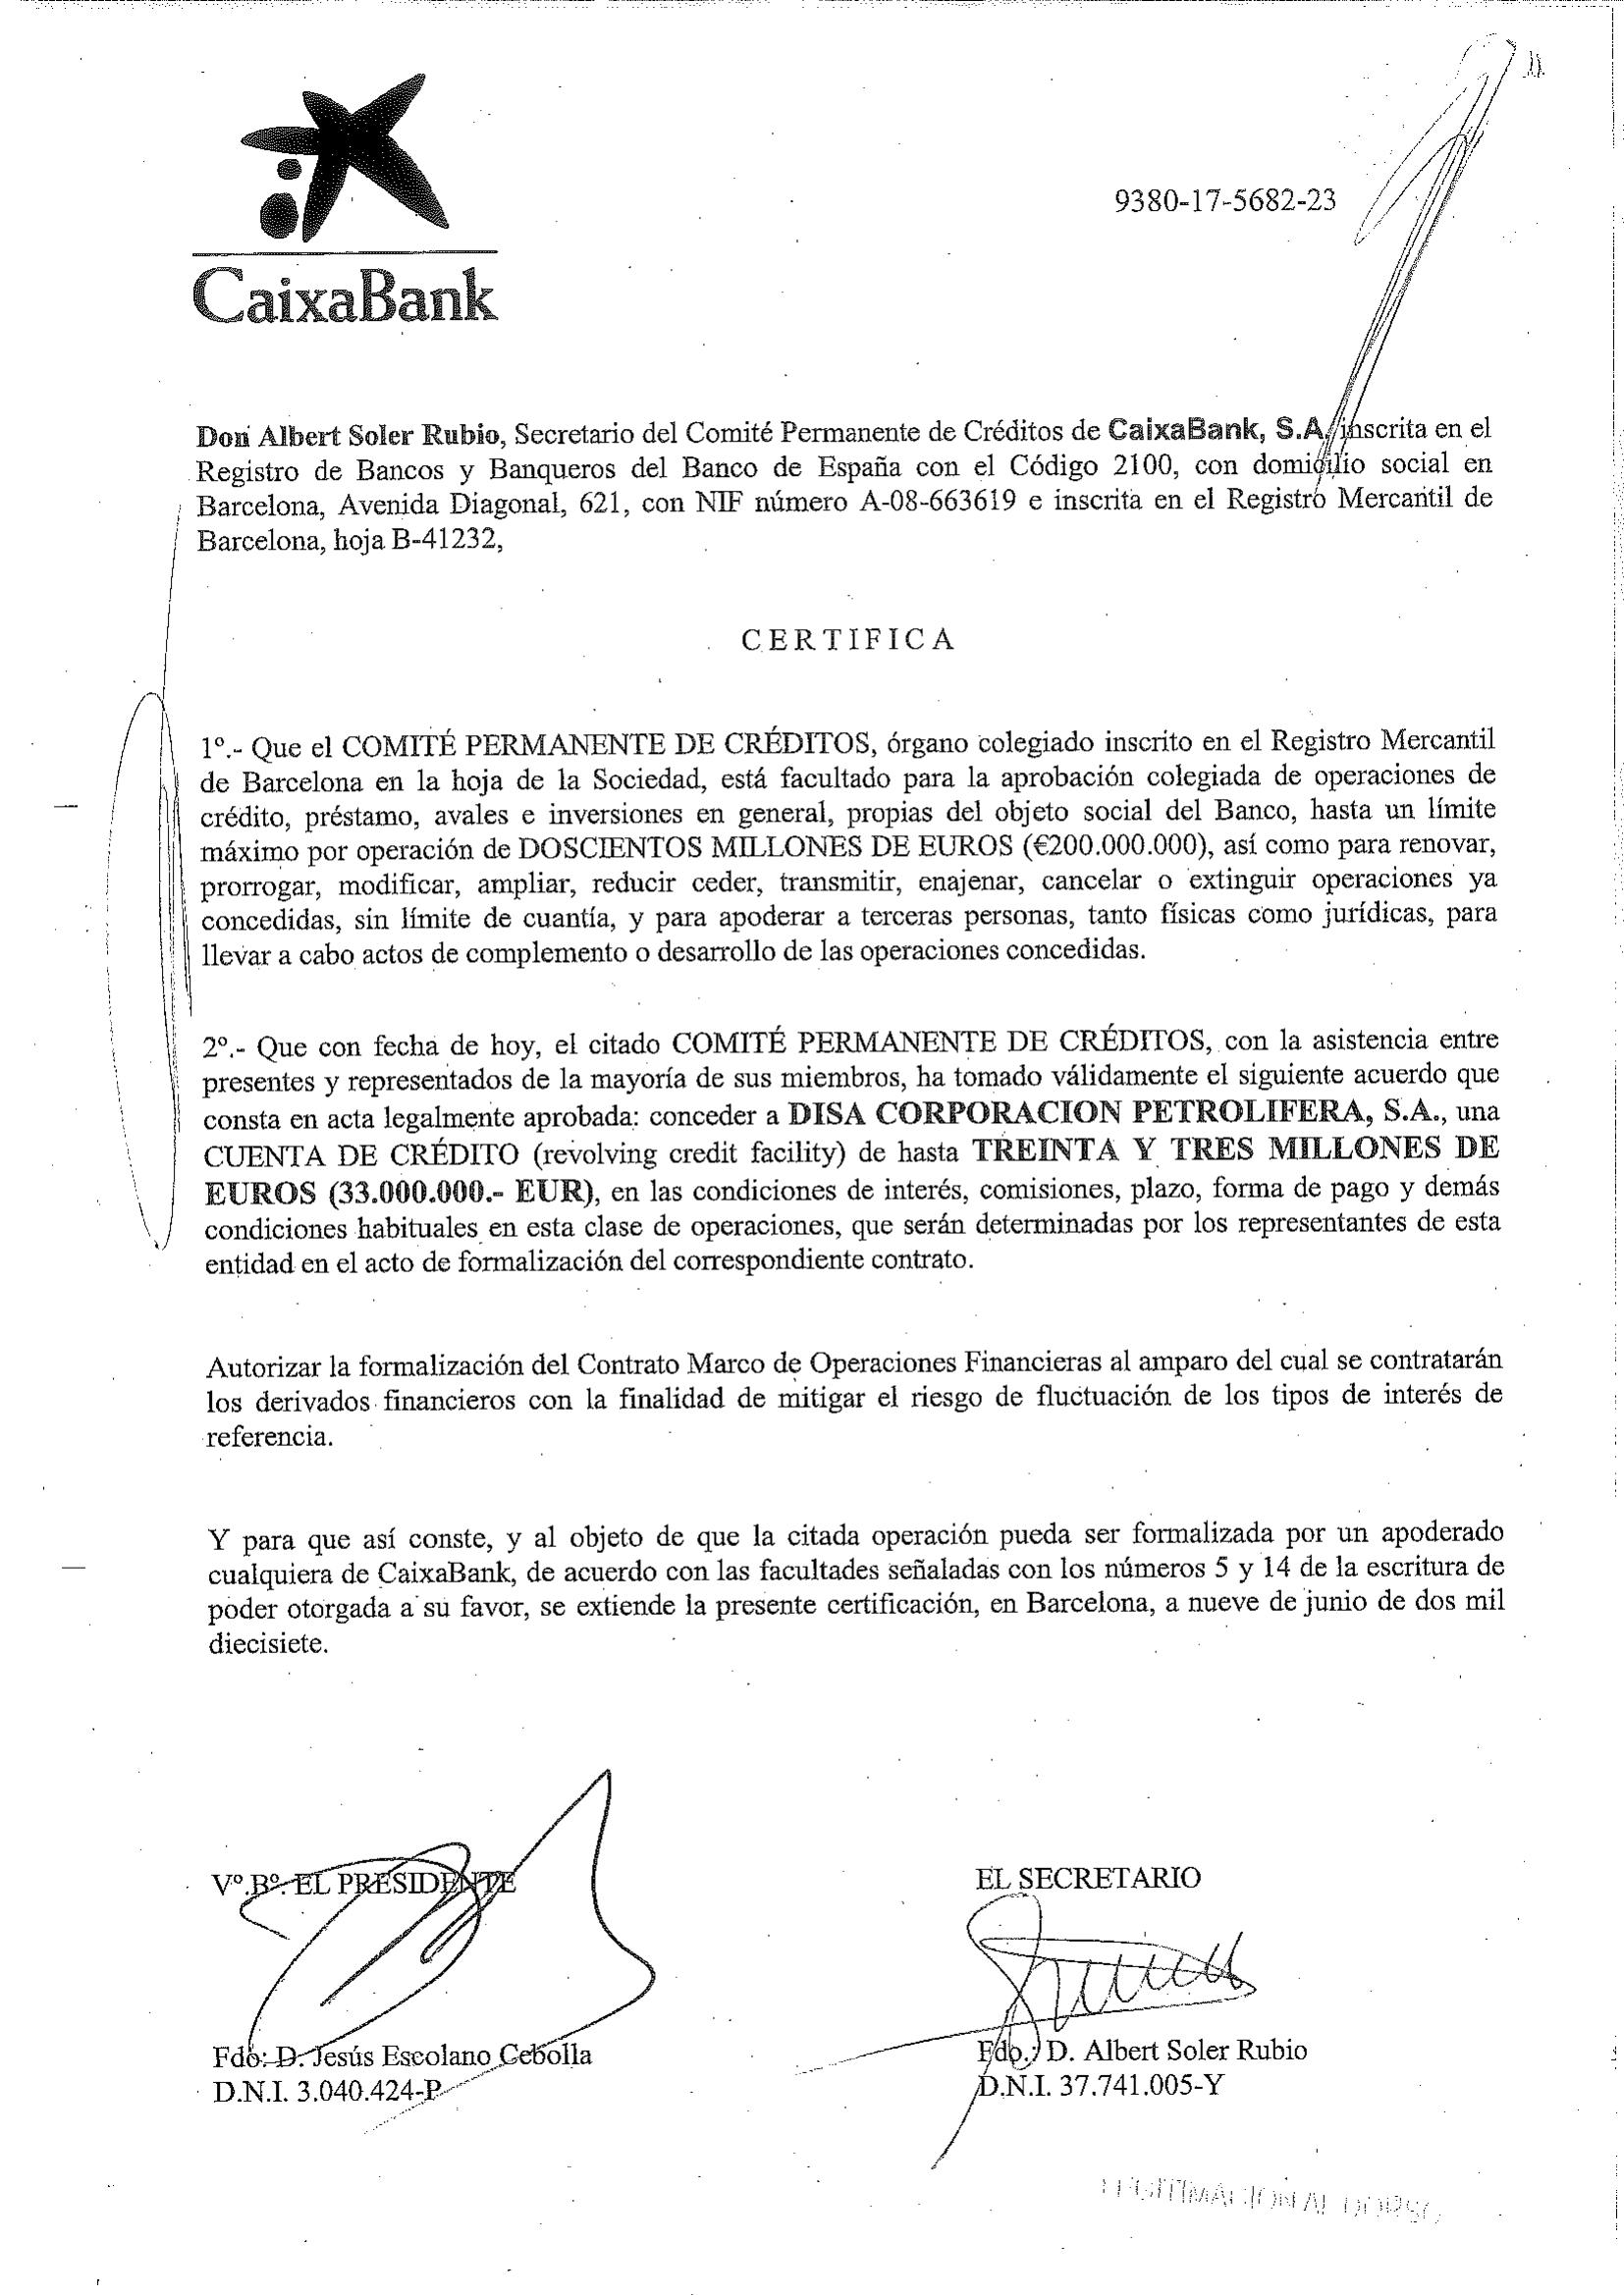 9380-17-5682-23
CaixaBank
Don Albert Soler Rubio, Secretario del Comité Permanente de Créditos de CaixaBank, S.A. inscrita en el
Registro de Bancos y Banqueros del Banco de España con el Código 2100, con domicilio social en
Barcelona, Avenida Diagonal, 621, con NIF número A-08-663619 e inscrita en el Registro Mercantil de
Barcelona, hoja B-41232,
CERTIFICA
1º.- Que el COMITÉ PERMANENTE DE CRÉDITOS, órgano colegiado inscrito en el Registro Mercantil
de Barcelona en la hoja de la Sociedad, está facultado para la aprobación colegiada de operaciones de
crédito, préstamo, avales e inversiones en general, propias del objeto social del Banco, hasta un límite
máximo por operación de DOSCIENTOS MILLONES DE EUROS (€200.000.000), así como para renovar,
prorrogar, modificar, ampliar, reducir ceder, transmitir, enajenar, cancelar o extinguir operaciones ya
concedidas, sin límite de cuantía, y para apoderar a terceras personas, tanto físicas como jurídicas, para
llevar a cabo actos de complemento o desarrollo de las operaciones concedidas.
2º.- Que con fecha de hoy, el citado COMITÉ PERMANENTE DE CRÉDITOS, con la asistencia entre
presentes y representados de la mayoría de sus miembros, ha tomado válidamente el siguiente acuerdo que
consta en acta legalmente aprobada: conceder a DISA CORPORACION PETROLIFERA, S.A., una
CUENTA DE CRÉDITO (revolving credit facility) de hasta TREINTA Y TRES MILLONES DE
EUROS (33.000.000.- EUR), en las condiciones de interés, comisiones, plazo, forma de pago y demás
condiciones habituales en esta clase de operaciones, que serán determinadas por los representantes de esta
entidad en el acto de formalización del correspondiente contrato.
Autorizar la formalización del Contrato Marco de Operaciones Financieras al amparo del cual se contratarán
los derivados financieros con la finalidad de mitigar el riesgo de fluctuación de los tipos de interés de
referencia.
Y para que así conste, y al objeto de que la citada operación pueda ser formalizada por un apoderado
cualquiera de CaixaBank, de acuerdo con las facultades señaladas con los números 5 y 14 de la escritura de
poder otorgada a su favor, se extiende la presente certificación, en Barcelona, a nueve de junio de dos mil
diecisiete.
Vº.Bº. EL PRESIDENTE
EL SECRETARIO
Fdo: D. Jesús Escolano Cebolla
Fdo.: D. Albert Soler Rubio
D.N.I. 3.040.424-P
D.N.I. 37.741.005-Y
LEGITIMACION AL DORSO